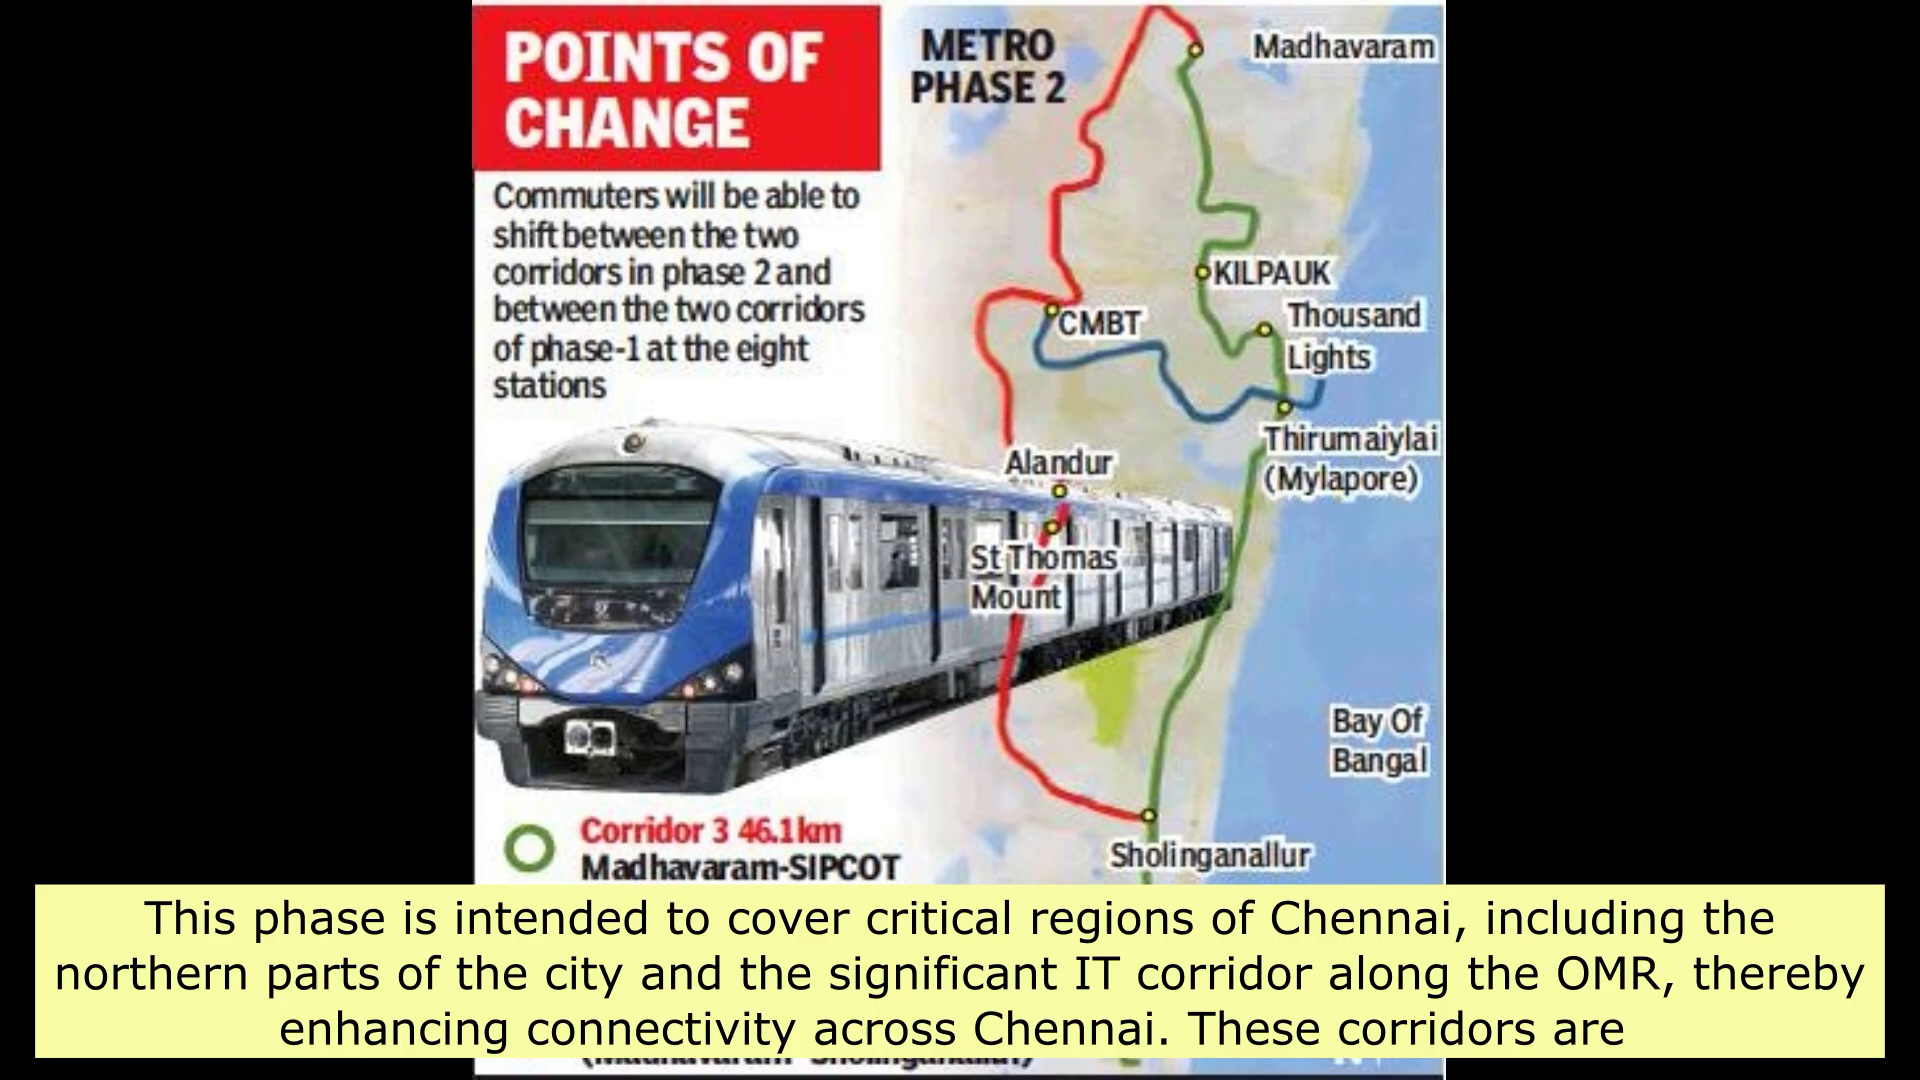 POINTS OF
CHANGE
Commuters will be able to
shift between the two
corridors in phase 2 and
between the two corridors
of phase-1 at the eight
stations
METRO
PHASE 2
Madhavaram
KILPAUK
CMBT
Thousand
Lights
Thirumaiylai
(Mylapore)
Alandur
St Thomas
Mount
Bay Of
Bangal
Sholinganallur
Corridor 3 46.1km
Madhavaram-SIPCOT
This phase is intended to cover critical regions of Chennai, including the
northern parts of the city and the significant IT corridor along the OMR, thereby
enhancing connectivity across Chennai. These corridors are